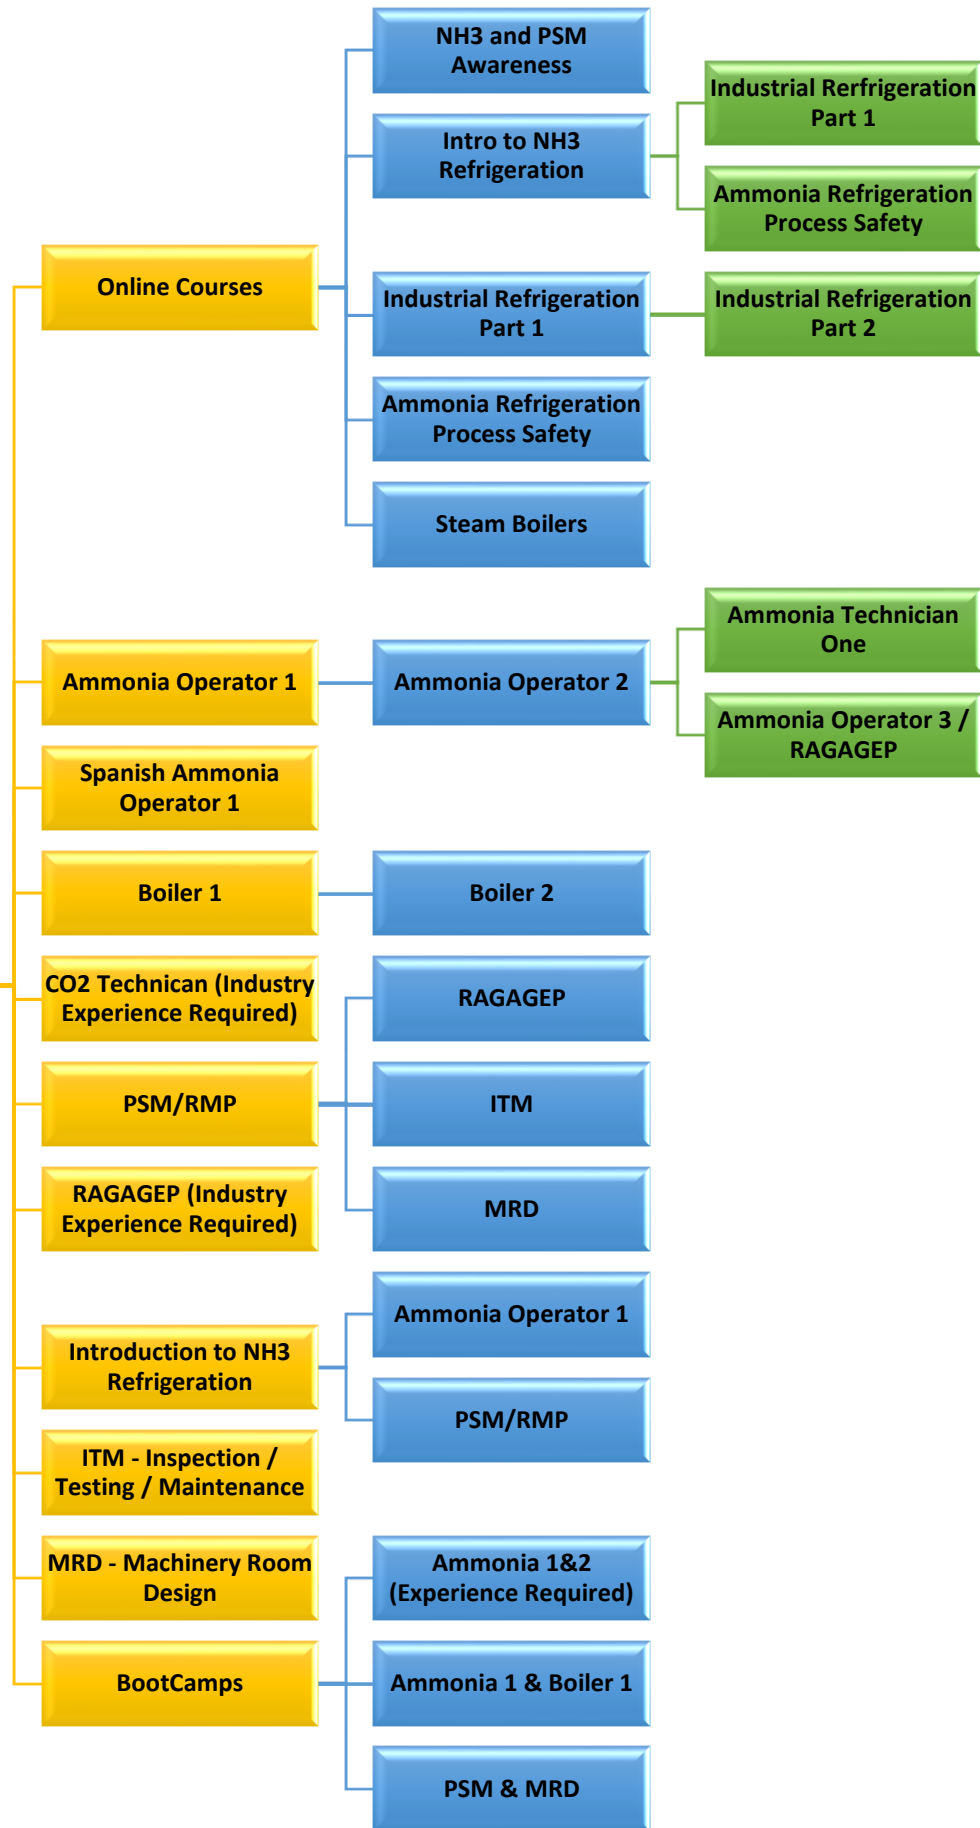 NH3 and PSM
Awareness
Industrial Rerfrigeration
Part 1
Intro to NH3
Refrigeration
Ammonia Refrigeration
Process Safety
Online Courses
Industrial Refrigeration
Part 1
Industrial Refrigeration
Part 2
Ammonia Refrigeration
Process Safety
Steam Boilers
Ammonia Technician
One
Ammonia Operator 1
Ammonia Operator 2
Ammonia Operator 3 /
RAGAGEP
Spanish Ammonia
Operator 1
Boiler 1
Boiler 2
CO2 Technican (Industry
Experience Required)
RAGAGEP
PSM/RMP
ITM
RAGAGEP (Industry
Experience Required)
MRD
Ammonia Operator 1
Introduction to NH3
Refrigeration
PSM/RMP
ITM - Inspection /
Testing / Maintenance
MRD - Machinery Room
Design
Ammonia 1&2
(Experience Required)
BootCamps
Ammonia 1 & Boiler 1
PSM & MRD